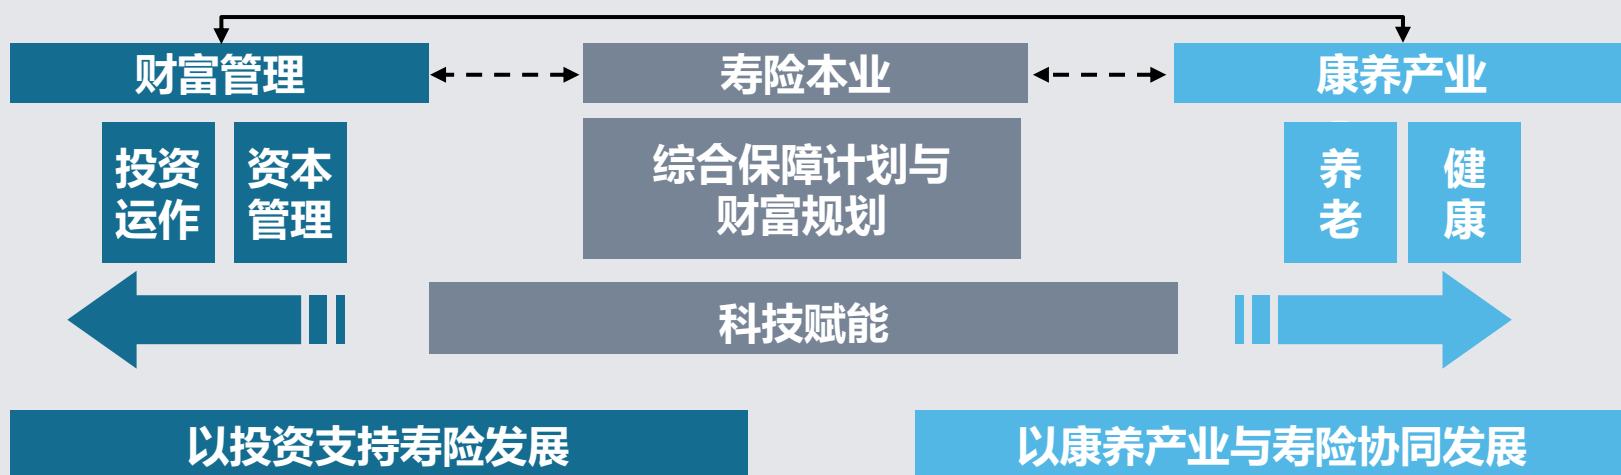 财富管理
寿险本业
康养产业
投资
运作
资本
管理
综合保障计划与
财富规划
养
老
健
康
科技赋能
以投资支持寿险发展
以康养产业与寿险协同发展